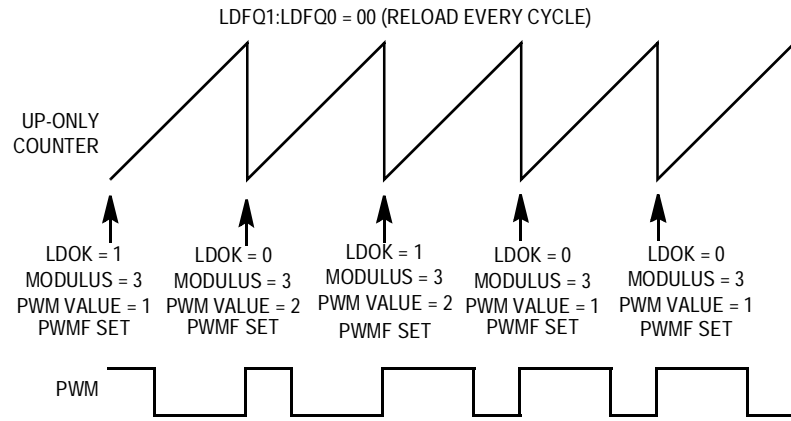 LDFQ1:LDFQ0 = 00 (RELOAD EVERY CYCLE)
UP-ONLY
COUNTER
LDOK = 1
MODULUS = 3
PWM VALUE = 1
PWMF SET
LDOK = 0
MODULUS = 3
PWM VALUE = 2
PWMF SET
LDOK = 1
MODULUS = 3
PWM VALUE = 2
PWMF SET
LDOK = 0
MODULUS = 3
PWM VALUE = 1
PWMF SET
LDOK = 0
MODULUS = 3
PWM VALUE = 1
PWMF SET
PWM